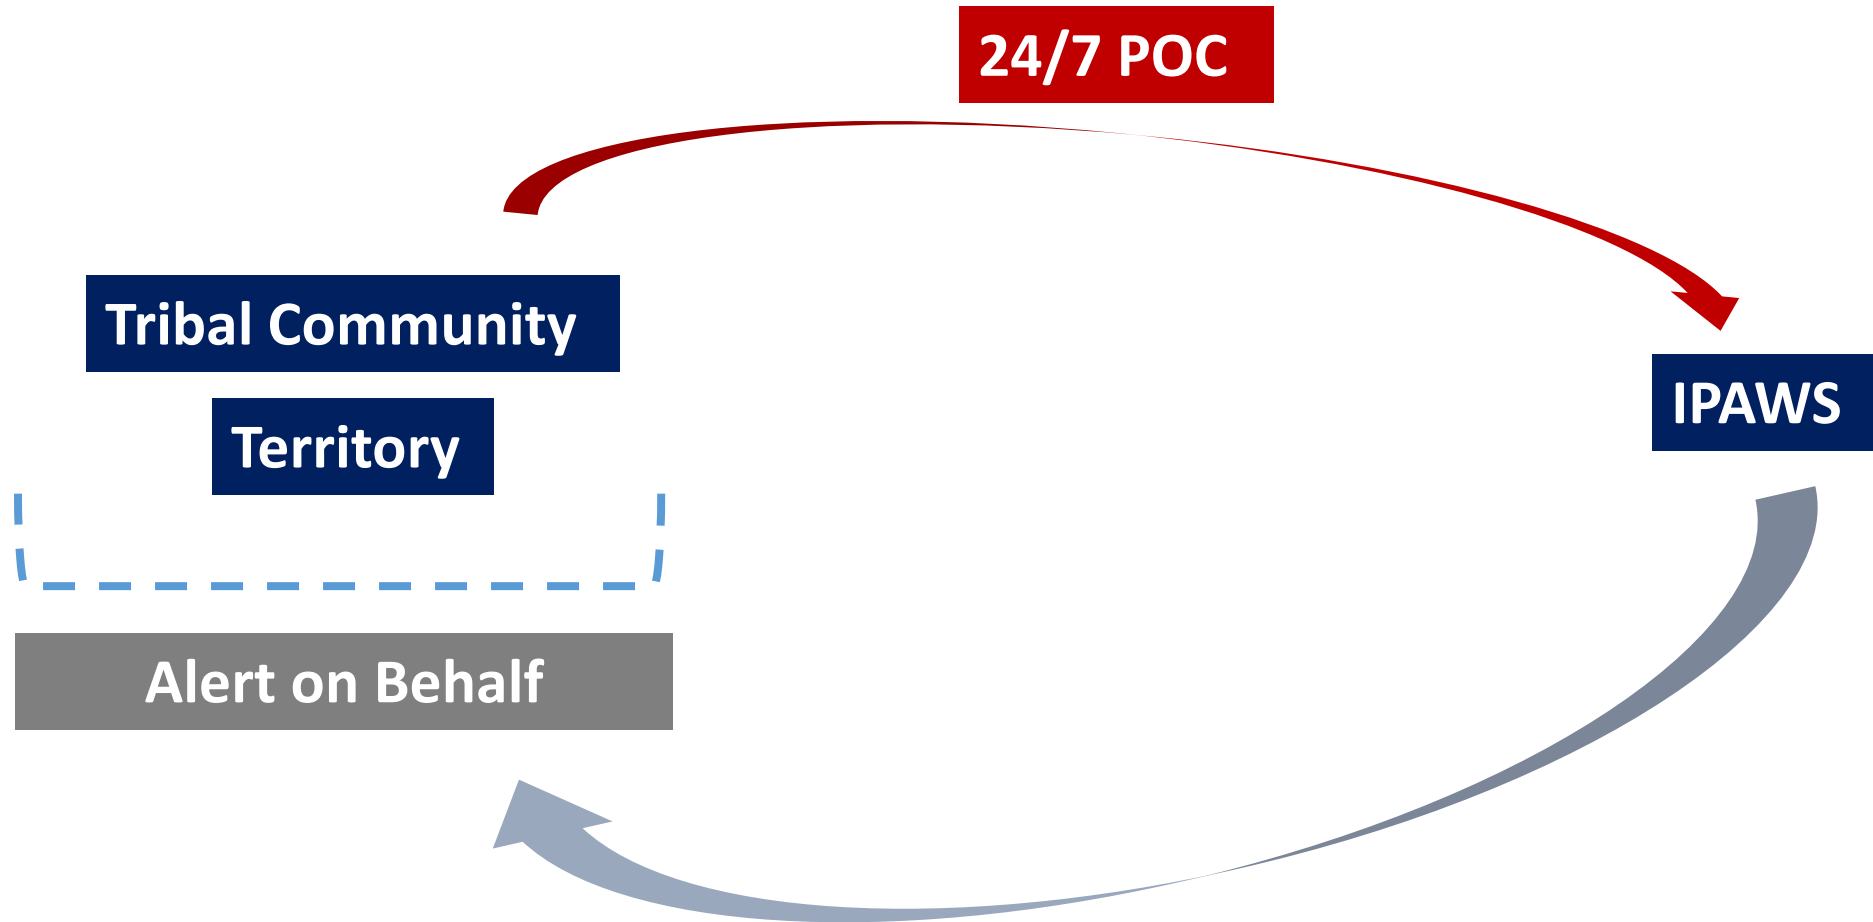 24/7 POC
Tribal Community
Territory
IPAWS
Alert on Behalf